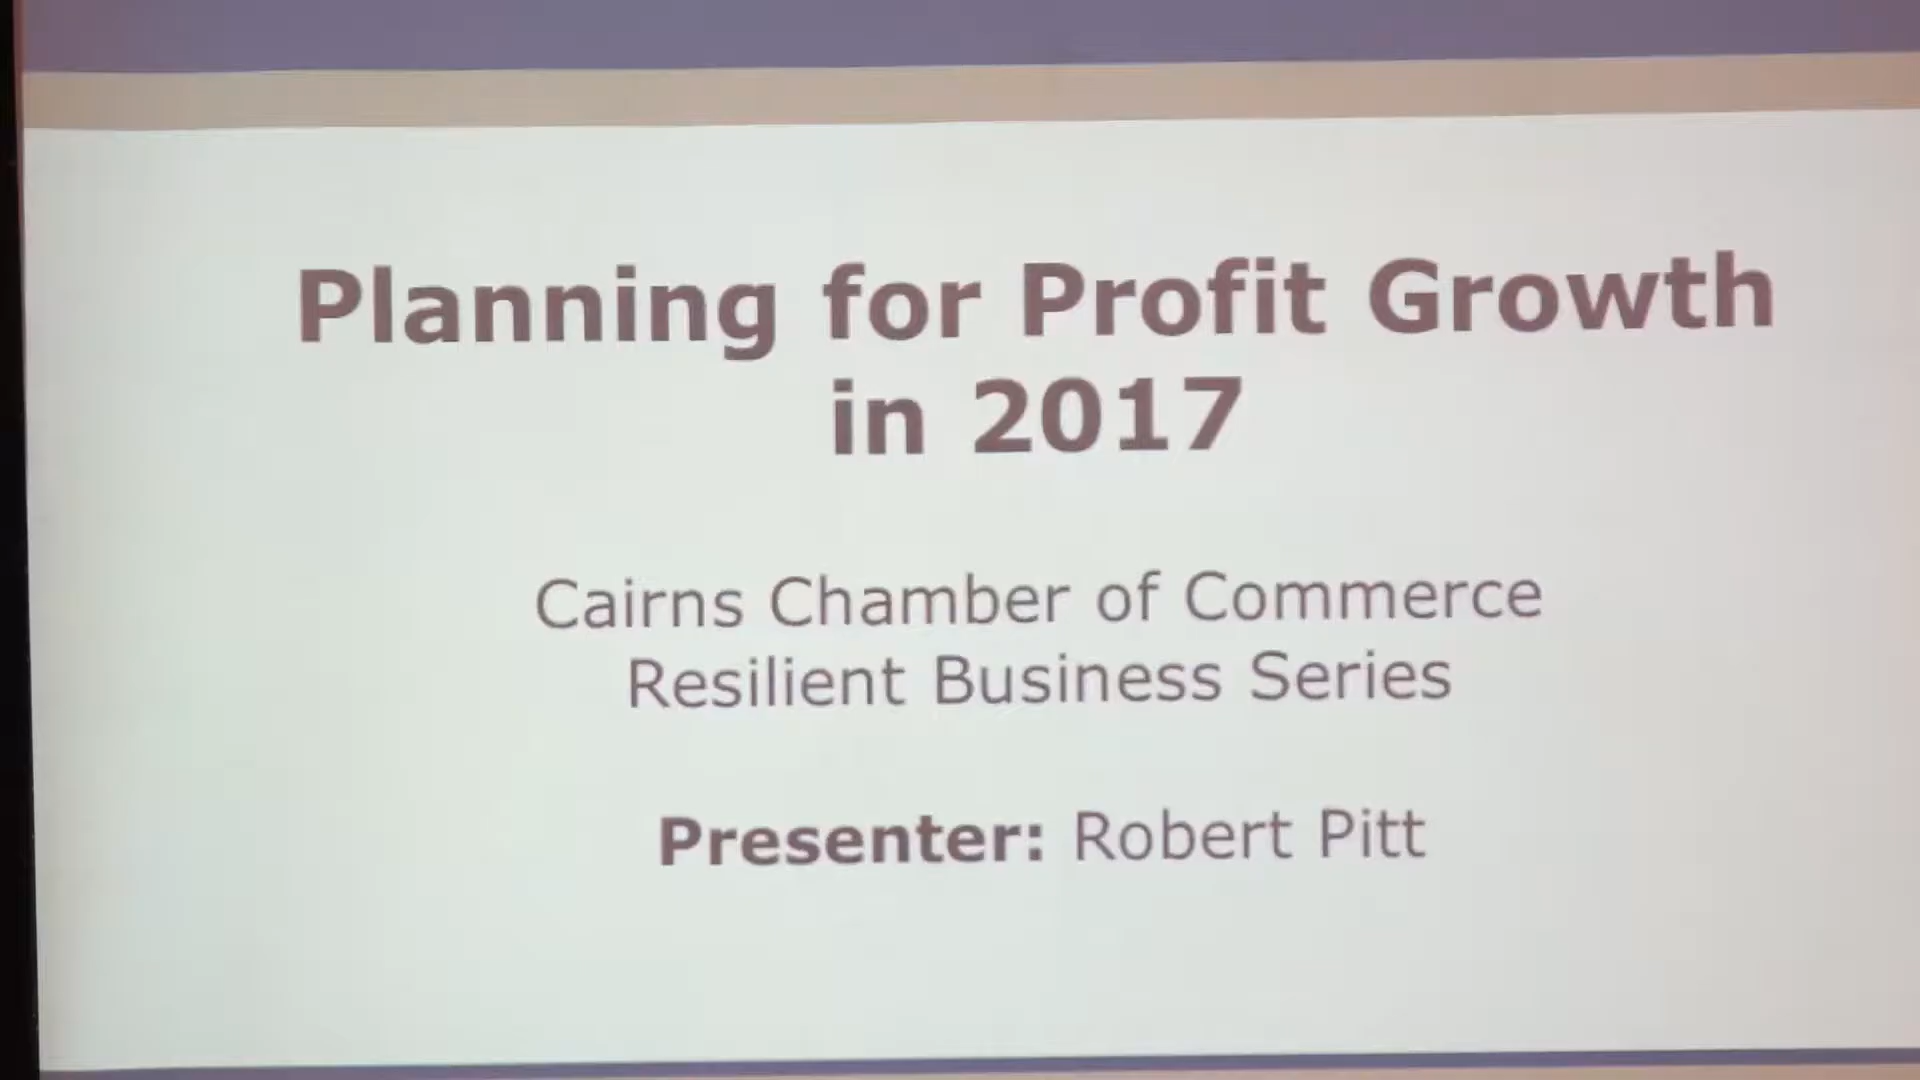 Planning for Profit Growth
in 2017
Cairns Chamber of Commerce
Resilient Business Series
Presenter: Robert Pitt